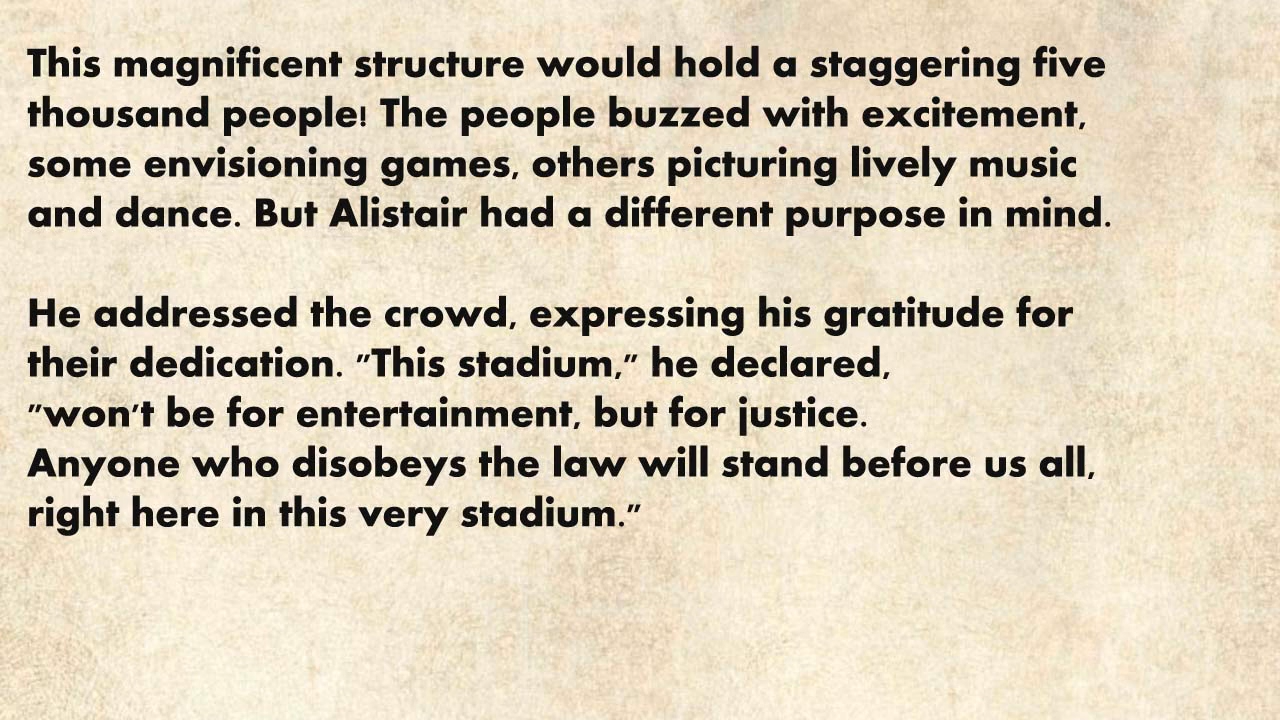 This magnificent structure would hold a staggering five
thousand people! The people buzzed with excitement,
some envisioning games, others picturing lively music
and dance. But Alistair had a different purpose in mind.
He addressed the crowd, expressing his gratitude for
their dedication. "This stadium," he declared,
"won't be for entertainment, but for justice.
Anyone who disobeys the law will stand before us all,
right here in this very stadium."